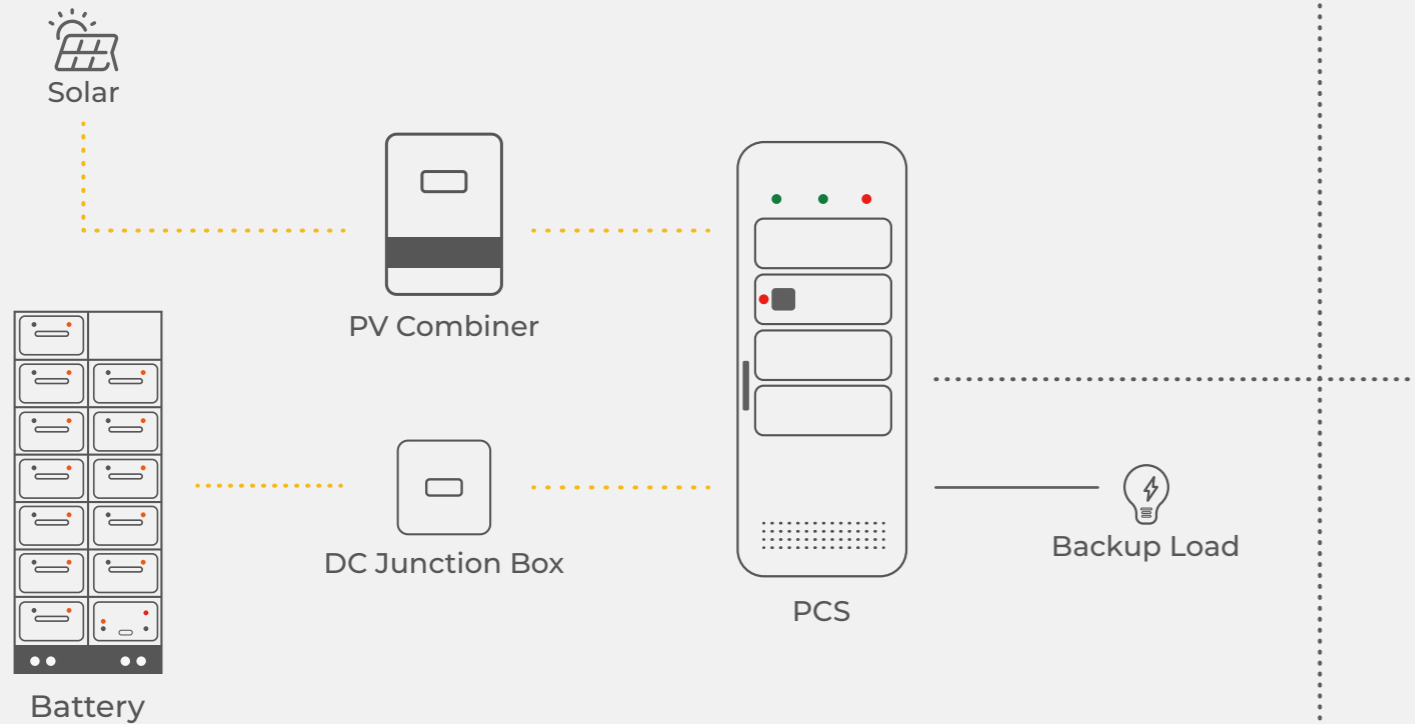 Solar
PV Combiner
DC Junction Box
Backup Load
PCS
Battery